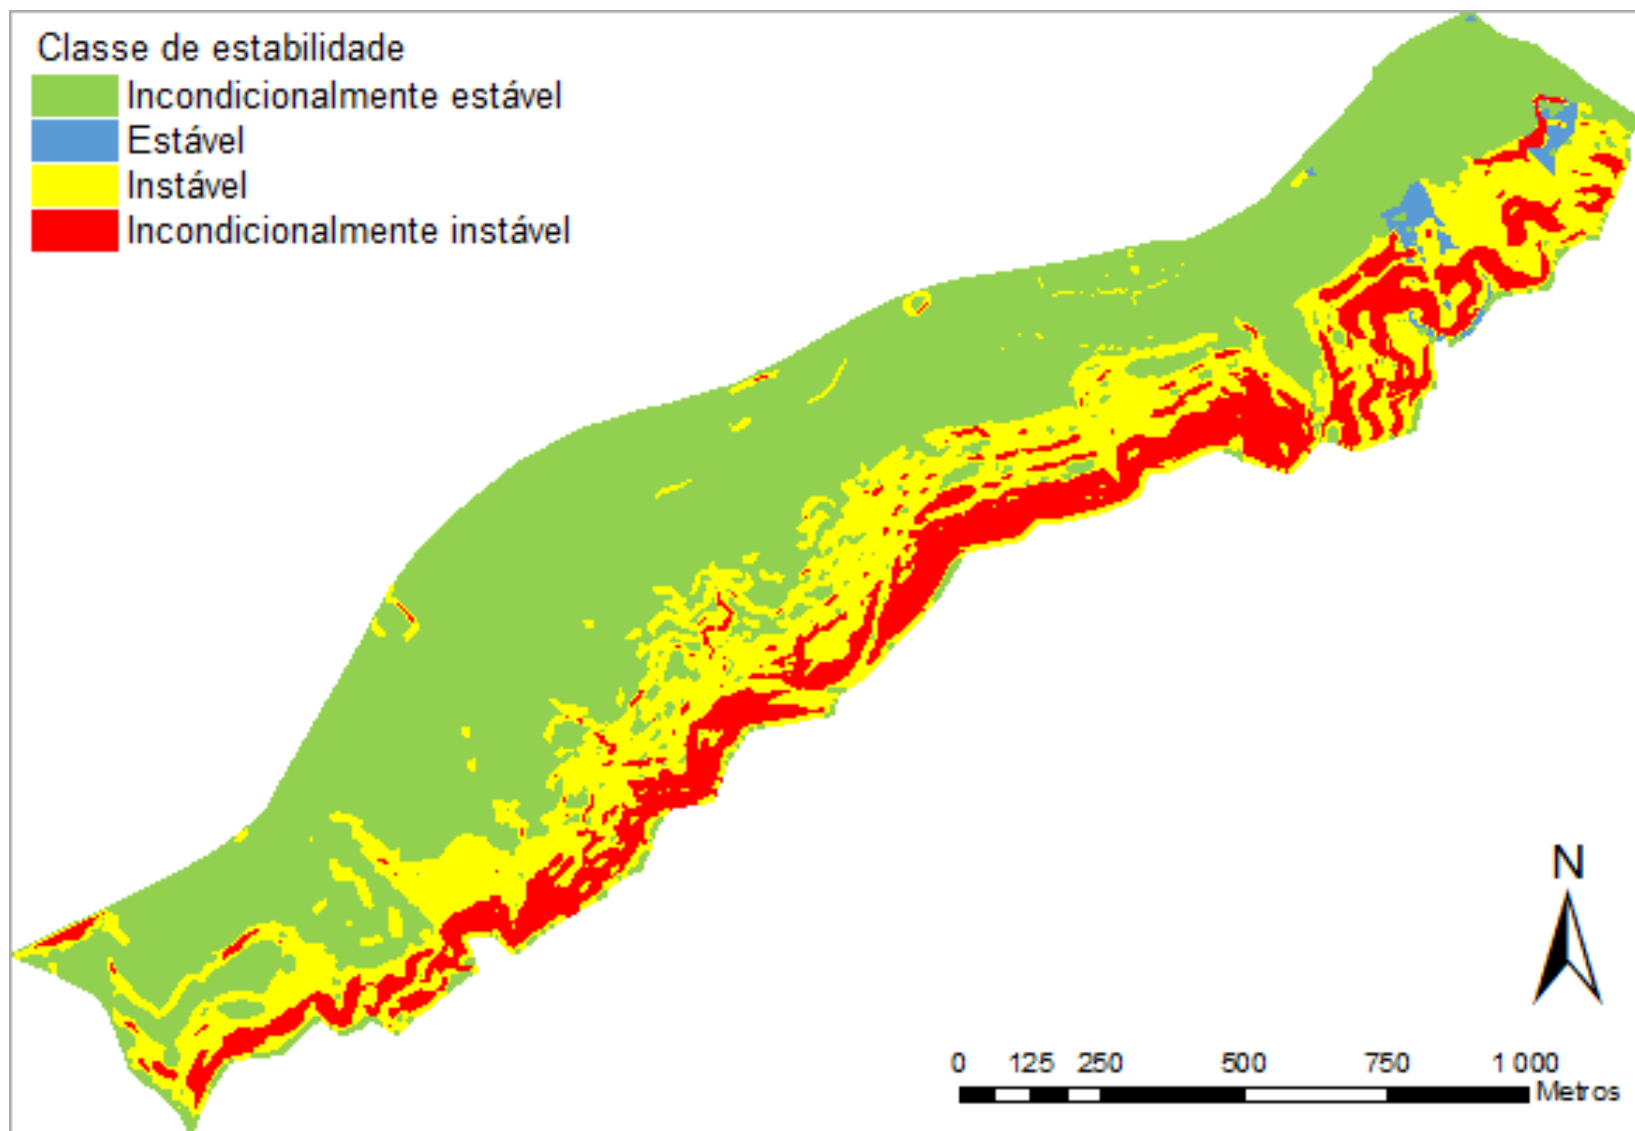 Classe de estabilidade
Incondicionalmente estável
Estável
Instável
Incondicionalmente instável
N
0 125 250 500 750 1 000
Metros